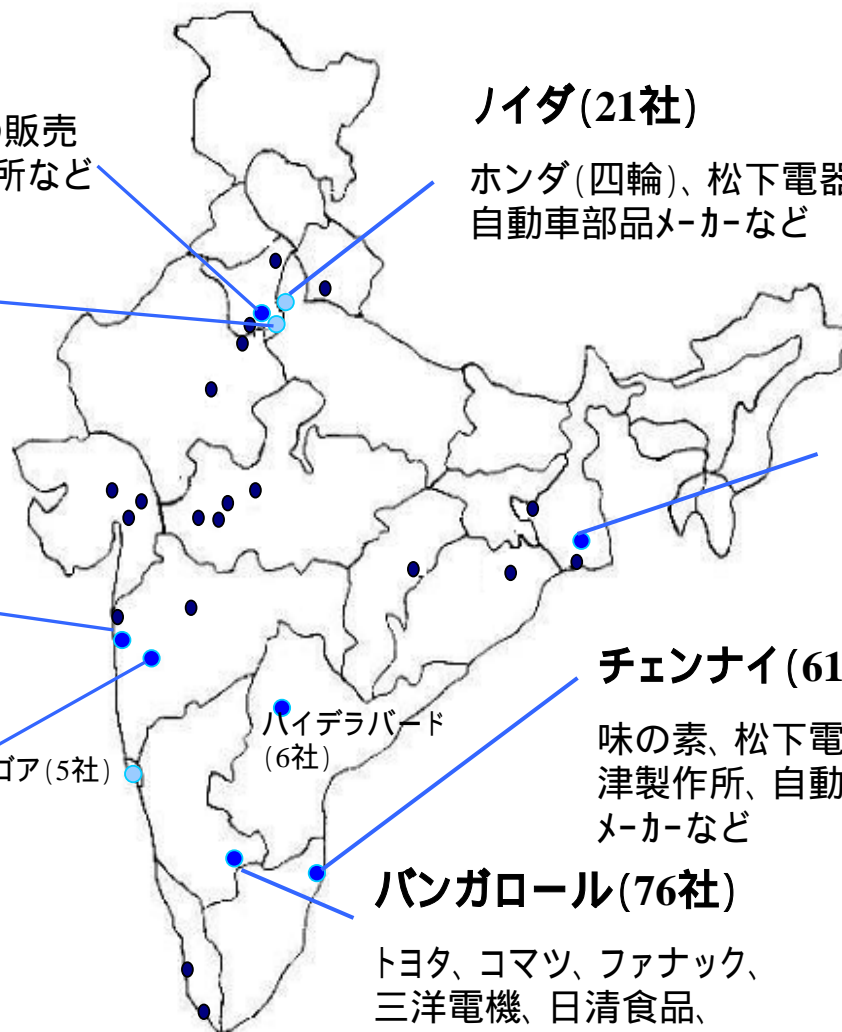 販売
所など
ノイダ(21社)
ホンダ(四輪)、松下電器
自動車部品メーカーなど
ハイデラバード
(6社)
ゴア(5社)
チェンナイ(61
味の素、松下電
津製作所、自動
メーカーなど
バンガロール(76社)
トヨタ、コマツ、ファナック、
三洋電機、日清食品、